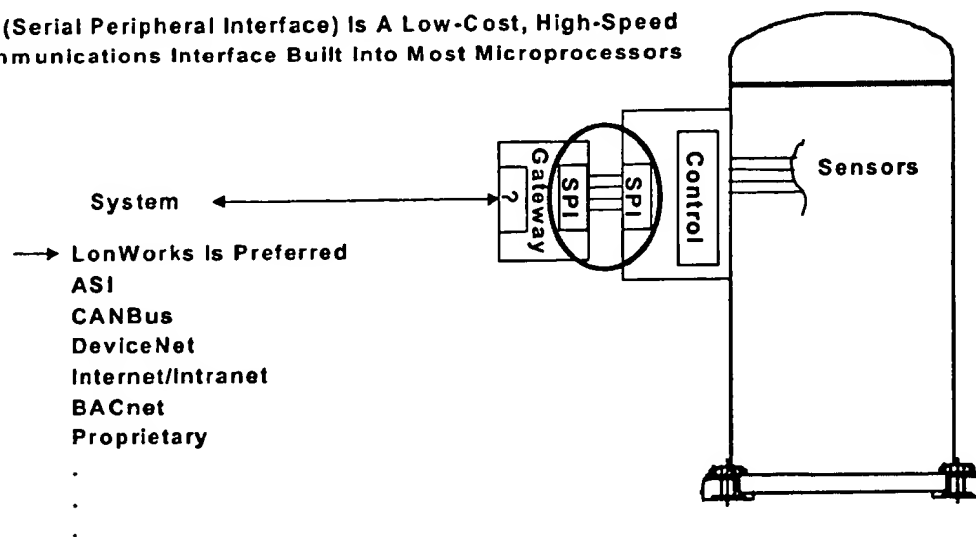 (Serial Peripheral Interface) Is A Low-Cost, High-Speed
mmunications Interface Built Into Most Microprocessors
Control
Sensors
Gateway
SPI
SPI
?
System
LonWorks Is Preferred
ASI
CANBus
DeviceNet
Internet/Intranet
BACnet
Proprietary
.
.
.